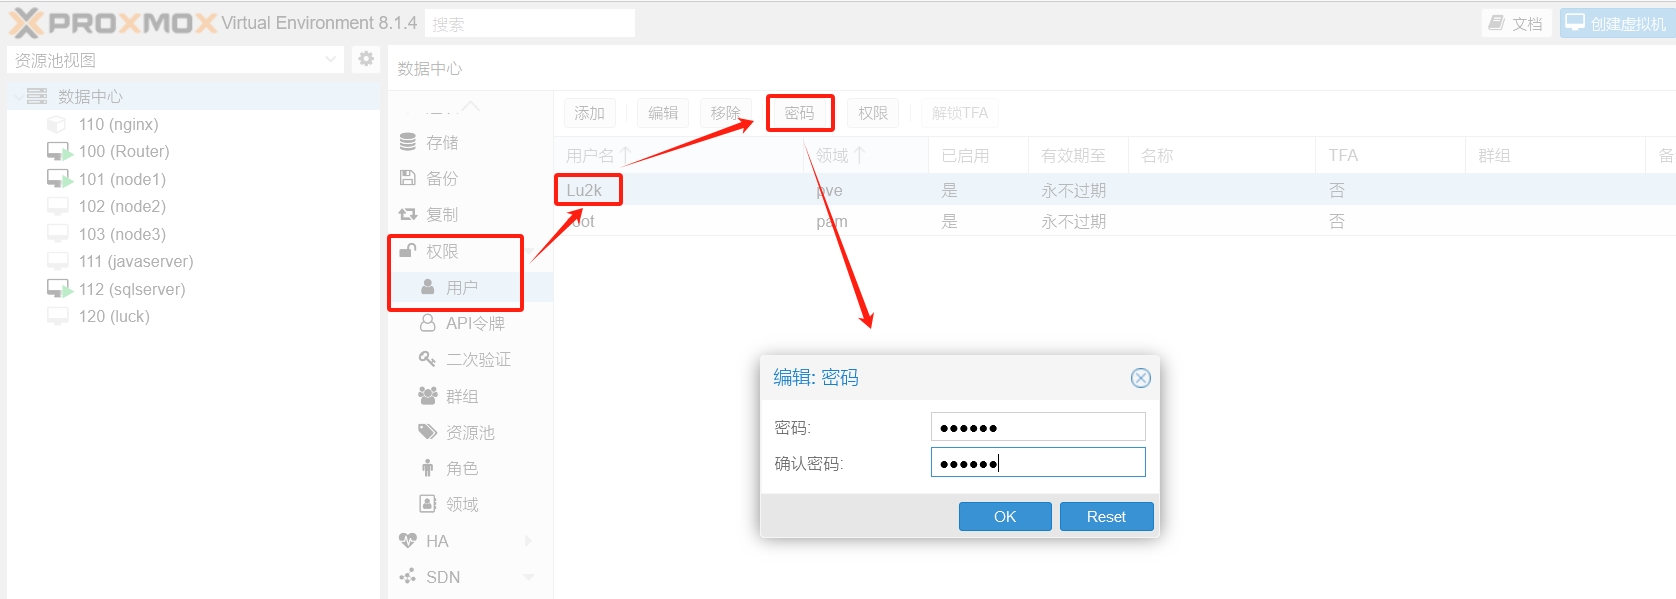 PROXMOX Virtual Environment 8.1.4 搜索 文档 创建虚拟机
资源池视图
数据中心
110 (nginx)
100 (Router)
101 (node1)
102 (node2)
103 (node3)
111 (javaserver)
112 (sqlserver)
120 (luck)
数据中心
存储
备份
复制
权限
用户
API令牌
二次验证
群组
资源池
角色
领域
HA
SDN
添加 编辑 移除 密码 权限 解锁TFA
用户名 领域 已启用 有效期至 名称 TFA 群组 备
Lu2k pve 是 永不过期 否
oot pam 是 永不过期 否
编辑: 密码
密码: ●●●●●●
确认密码: ●●●●●●
OK Reset